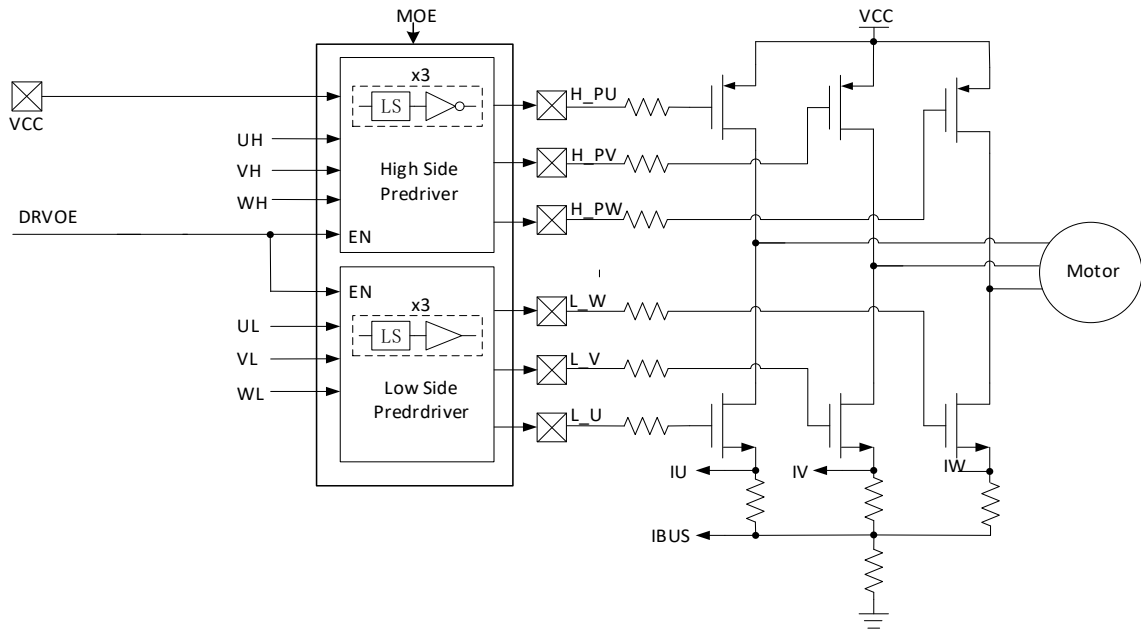 MOE
VCC
VCC
x3
LS
H_PU
UH
VH
High Side
Predriver
H_PV
WH
H_PW
DRVOE
EN
Motor
EN
x3
L_W
UL
LS
VL
L_V
WL
Low Side
Predrdriver
L_U
IU
IV
IW
IBUS